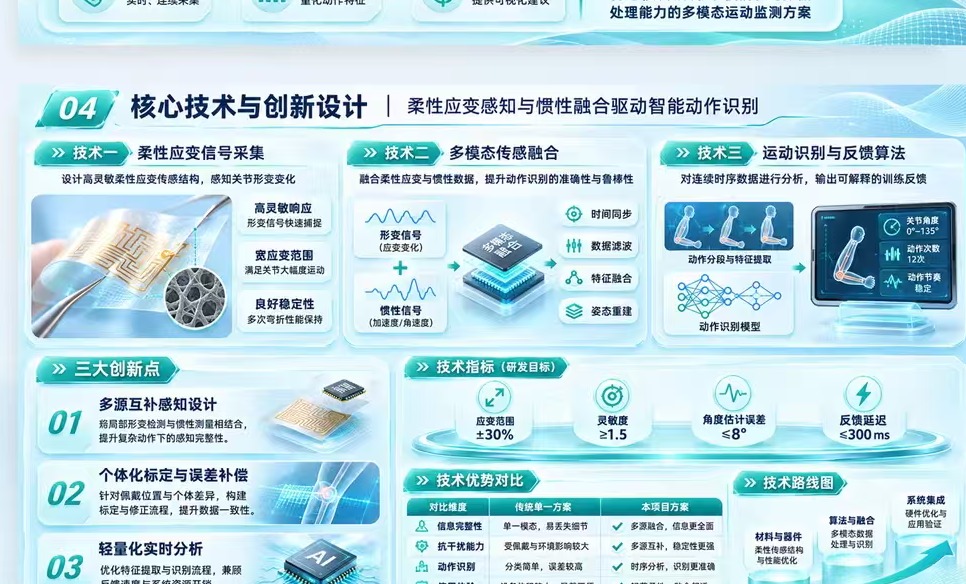 实时、连续采集
量化动作特征
提供可视化建议
处理能力的多模态运动监测方案
04 核心技术与创新设计 | 柔性应变感知与惯性融合驱动智能动作识别
技术一 柔性应变信号采集
设计高灵敏柔性应变传感结构，感知关节形变变化
高灵敏响应
形变信号快速捕捉
宽应变范围
满足关节大幅度运动
良好稳定性
多次弯折性能保持
技术二 多模态传感融合
融合柔性应变与惯性数据，提升动作识别的准确性与鲁棒性
形变信号
（应变变化）
+
惯性信号
（加速度/角速度）
多模态
融合
时间同步
数据滤波
特征融合
姿态重建
技术三 运动识别与反馈算法
对连续时序数据进行分析，输出可解释的训练反馈
动作分段与特征提取
动作识别模型
关节角度
0°–135°
动作次数
12次
动作节奏
稳定
三大创新点
01 多源互补感知设计
局部形变检测与惯性测量相结合，
提升复杂动作下的感知完整性。
02 个体化标定与误差补偿
针对佩戴位置与个体差异，构建
标定与修正流程，提升数据一致性。
03 轻量化实时分析
优化特征提取与识别流程，兼顾
AI
技术指标（研发目标）
应变范围
±30%
灵敏度
≥1.5
角度估计误差
≤8°
反馈延迟
≤300 ms
技术优势对比
对比维度 传统单一方案 本项目方案
信息完整性 单一模态，易丢失细节 多源融合，信息更全面
抗干扰能力 受佩戴与环境影响较大 多源互补，稳定性更强
动作识别 分类简单，误差较高 时序分析，识别更准确
技术路线图
材料与器件
柔性传感结构
与性能优化
算法与融合
多模态数据
处理与识别
系统集成
硬件优化与
应用验证